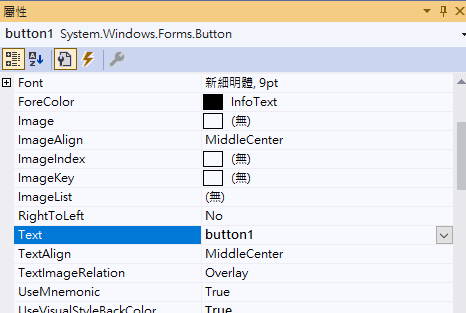 屬性
button1 System.Windows.Forms.Button
Font 新細明體, 9pt
ForeColor InfoText
Image (無)
ImageAlign MiddleCenter
ImageIndex (無)
ImageKey (無)
ImageList (無)
RightToLeft No
Text button1
TextAlign MiddleCenter
TextImageRelation Overlay
UseMnemonic True
UseVisualStyleBackColor True